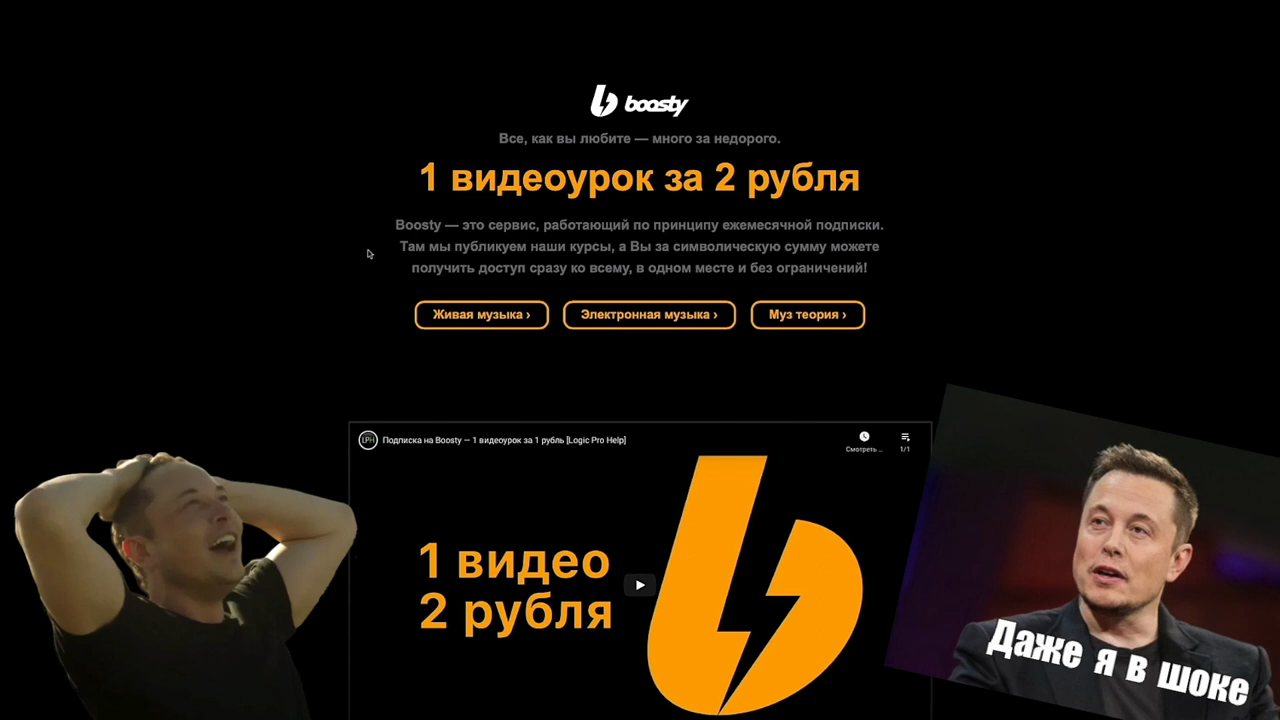 boosty
Все, как вы любите — много за недорого.
1 видеоурок за 2 рубля
Boosty — это сервис, работающий по принципу ежемесячной подписки.
Там мы публикуем наши курсы, а Вы за символическую сумму можете
получить доступ сразу ко всему, в одном месте и без ограничений!
Живая музыка ›
Электронная музыка ›
Муз теория ›
LPH
Подписка на Boosty — 1 видеоурок за 1 рубль [Logic Pro Help]
Смотреть ...
1/1
1 видео
2 рубля
Даже я в шоке